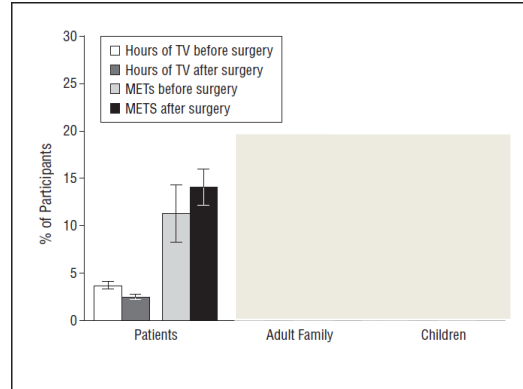 30
25
20
15
10
5
0
% of Participants
Hours of TV before surgery
Hours of TV after surgery
METs before surgery
METS after surgery
Patients
Adult Family
Children